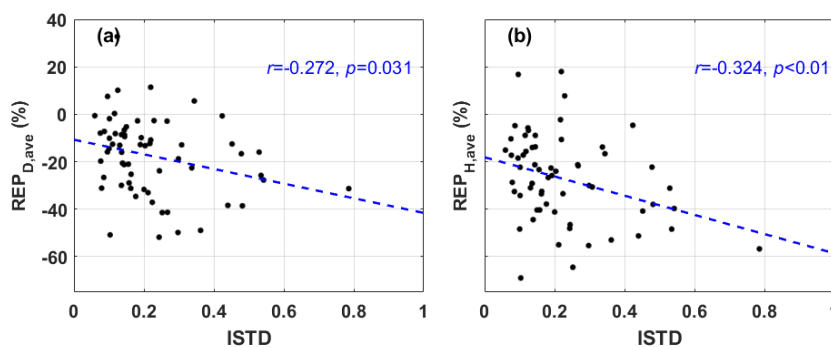 (a)
r=-0.272, p=0.031
REP_D,ave (%)
40
20
0
-20
-40
-60
0
0.2
0.4
0.6
0.8
1
ISTD
(b)
r=-0.324, p<0.01
REP_H,ave (%)
0
0.2
0.4
0.6
0.8
1
ISTD